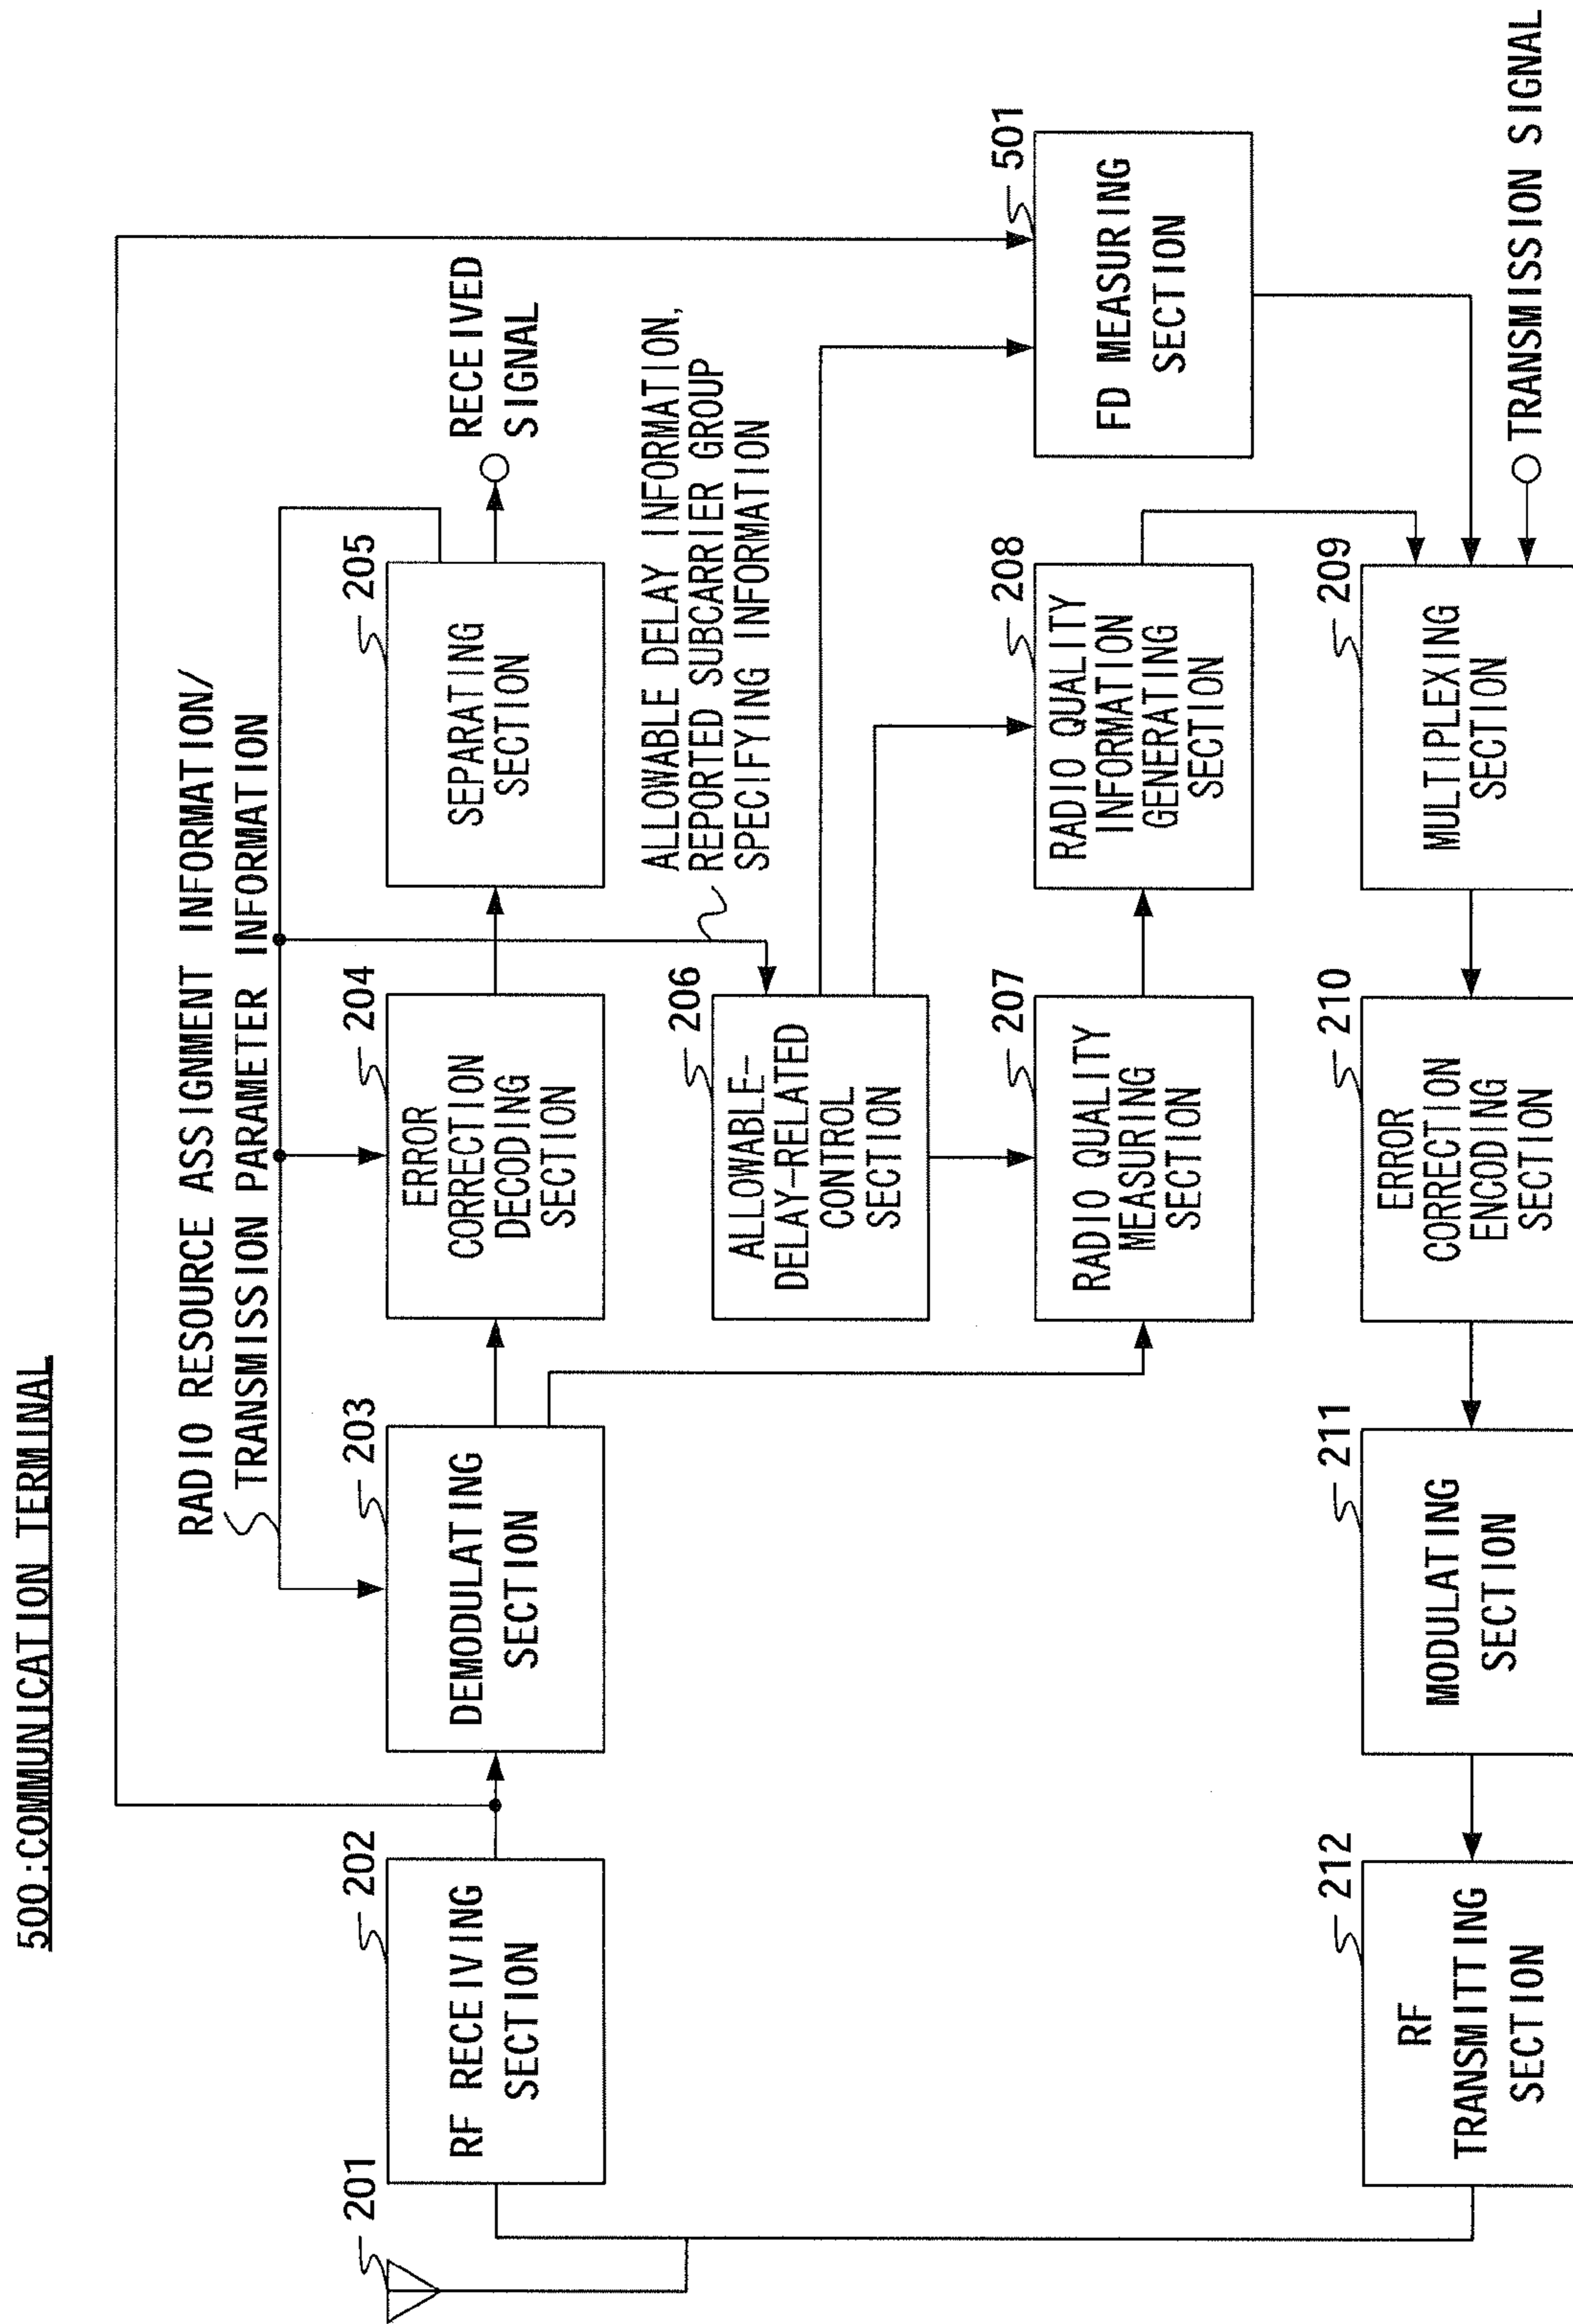 500:COMMUNICATION TERMINAL
RADIO RESOURCE ASSIGNMENT INFORMATION/
TRANSMISSION PARAMETER INFORMATION
201
202
RF RECEIVING
SECTION
203
DEMODULATING
SECTION
204
ERROR
CORRECTION
DECODING
SECTION
205
SEPARATING
SECTION
RECEIVED
SIGNAL
ALLOWABLE DELAY INFORMATION,
REPORTED SUBCARRIER GROUP
SPECIFYING INFORMATION
206
ALLOWABLE-
DELAY-RELATED
CONTROL
SECTION
207
RADIO QUALITY
MEASURING
SECTION
208
RADIO QUALITY
INFORMATION
GENERATING
SECTION
501
FD MEASURING
SECTION
212
RF
TRANSMITTING
SECTION
211
MODULATING
SECTION
210
ERROR
CORRECTION
ENCODING
SECTION
209
MULTIPLEXING
SECTION
TRANSMISSION SIGNAL